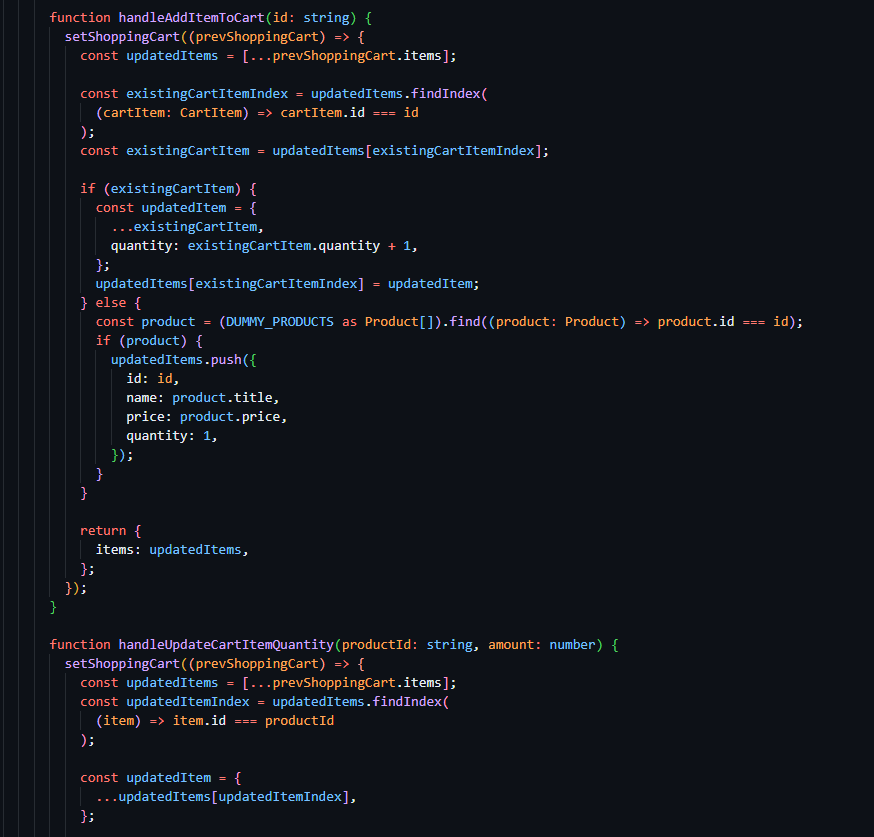 function handleAddItemToCart(id: string) {
  setShoppingCart((prevShoppingCart) => {
    const updatedItems = [...prevShoppingCart.items];

    const existingCartItemIndex = updatedItems.findIndex(
      (cartItem: CartItem) => cartItem.id === id
    );
    const existingCartItem = updatedItems[existingCartItemIndex];

    if (existingCartItem) {
      const updatedItem = {
        ...existingCartItem,
        quantity: existingCartItem.quantity + 1,
      };
      updatedItems[existingCartItemIndex] = updatedItem;
    } else {
      const product = (DUMMY_PRODUCTS as Product[]).find((product: Product) => product.id === id);
      if (product) {
        updatedItems.push({
          id: id,
          name: product.title,
          price: product.price,
          quantity: 1,
        });
      }
    }

    return {
      items: updatedItems,
    };
  });
}

function handleUpdateCartItemQuantity(productId: string, amount: number) {
  setShoppingCart((prevShoppingCart) => {
    const updatedItems = [...prevShoppingCart.items];
    const updatedItemIndex = updatedItems.findIndex(
      (item) => item.id === productId
    );

    const updatedItem = {
      ...updatedItems[updatedItemIndex],
    };